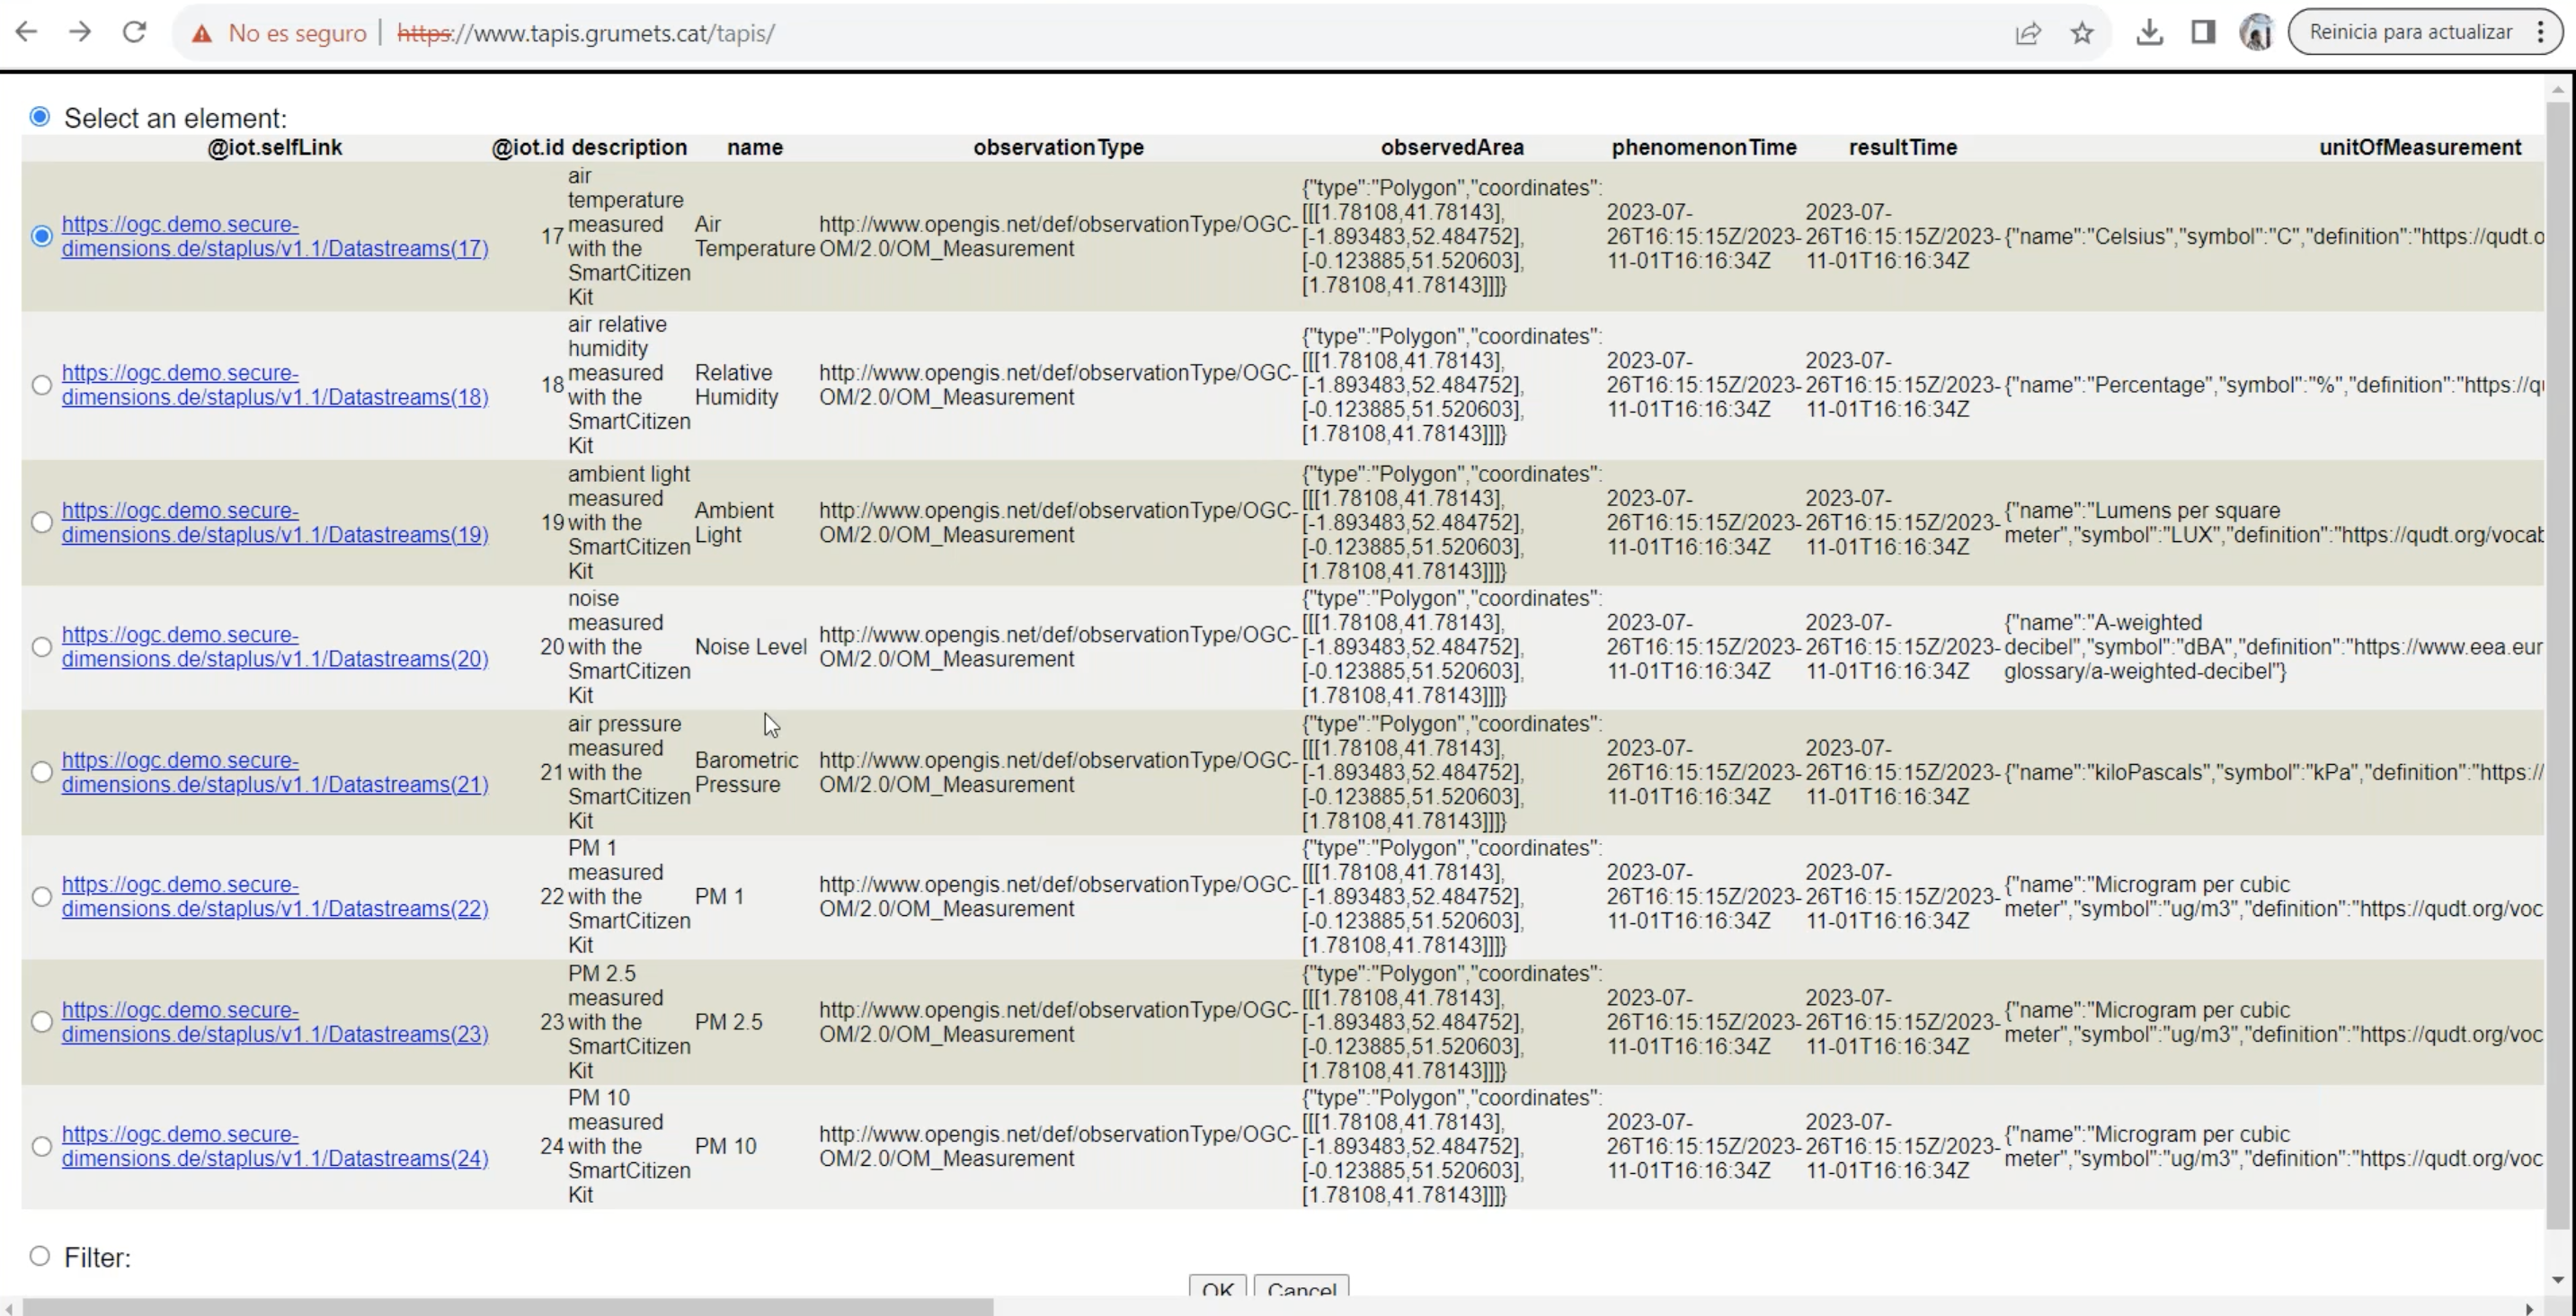 No es seguro | https://www.tapis.grumets.cat/tapis/ Reinicia para actualizar
Select an element:
@iot.selfLink @iot.id description name observationType observedArea phenomenonTime resultTime unitOfMeasurement
https://ogc.demo.secure-
dimensions.de/staplus/v1.1/Datastreams(17)
17
air
temperature
measured
with the
SmartCitizen
Kit
Air
Temperature
http://www.opengis.net/def/observationType/OGC-
OM/2.0/OM_Measurement
{"type":"Polygon","coordinates":
[[[1.78108,41.78143],
[-1.893483,52.484752],
[-0.123885,51.520603],
[1.78108,41.78143]]]}
2023-07-
26T16:15:15Z/2023-
11-01T16:16:34Z
2023-07-
26T16:15:15Z/2023-
11-01T16:16:34Z
{"name":"Celsius","symbol":"C","definition":"https://qudt.o
https://ogc.demo.secure-
dimensions.de/staplus/v1.1/Datastreams(18)
18
air relative
humidity
measured
with the
SmartCitizen
Kit
Relative
Humidity
http://www.opengis.net/def/observationType/OGC-
OM/2.0/OM_Measurement
{"type":"Polygon","coordinates":
[[[1.78108,41.78143],
[-1.893483,52.484752],
[-0.123885,51.520603],
[1.78108,41.78143]]]}
2023-07-
26T16:15:15Z/2023-
11-01T16:16:34Z
2023-07-
26T16:15:15Z/2023-
11-01T16:16:34Z
{"name":"Percentage","symbol":"%","definition":"https://q
https://ogc.demo.secure-
dimensions.de/staplus/v1.1/Datastreams(19)
19
ambient light
measured
with the
SmartCitizen
Kit
Ambient
Light
http://www.opengis.net/def/observationType/OGC-
OM/2.0/OM_Measurement
{"type":"Polygon","coordinates":
[[[1.78108,41.78143],
[-1.893483,52.484752],
[-0.123885,51.520603],
[1.78108,41.78143]]]}
2023-07-
26T16:15:15Z/2023-
11-01T16:16:34Z
2023-07-
26T16:15:15Z/2023-
11-01T16:16:34Z
{"name":"Lumens per square
meter","symbol":"LUX","definition":"https://qudt.org/vocab
https://ogc.demo.secure-
dimensions.de/staplus/v1.1/Datastreams(20)
20
noise
measured
with the
SmartCitizen
Kit
Noise Level
http://www.opengis.net/def/observationType/OGC-
OM/2.0/OM_Measurement
{"type":"Polygon","coordinates":
[[[1.78108,41.78143],
[-1.893483,52.484752],
[-0.123885,51.520603],
[1.78108,41.78143]]]}
2023-07-
26T16:15:15Z/2023-
11-01T16:16:34Z
2023-07-
26T16:15:15Z/2023-
11-01T16:16:34Z
{"name":"A-weighted
decibel","symbol":"dBA","definition":"https://www.eea.eur
glossary/a-weighted-decibel"}
https://ogc.demo.secure-
dimensions.de/staplus/v1.1/Datastreams(21)
21
air pressure
measured
with the
SmartCitizen
Kit
Barometric
Pressure
http://www.opengis.net/def/observationType/OGC-
OM/2.0/OM_Measurement
{"type":"Polygon","coordinates":
[[[1.78108,41.78143],
[-1.893483,52.484752],
[-0.123885,51.520603],
[1.78108,41.78143]]]}
2023-07-
26T16:15:15Z/2023-
11-01T16:16:34Z
2023-07-
26T16:15:15Z/2023-
11-01T16:16:34Z
{"name":"kiloPascals","symbol":"kPa","definition":"https://
https://ogc.demo.secure-
dimensions.de/staplus/v1.1/Datastreams(22)
22
PM 1
measured
with the
SmartCitizen
Kit
PM 1
http://www.opengis.net/def/observationType/OGC-
OM/2.0/OM_Measurement
{"type":"Polygon","coordinates":
[[[1.78108,41.78143],
[-1.893483,52.484752],
[-0.123885,51.520603],
[1.78108,41.78143]]]}
2023-07-
26T16:15:15Z/2023-
11-01T16:16:34Z
2023-07-
26T16:15:15Z/2023-
11-01T16:16:34Z
{"name":"Microgram per cubic
meter","symbol":"ug/m3","definition":"https://qudt.org/voc
https://ogc.demo.secure-
dimensions.de/staplus/v1.1/Datastreams(23)
23
PM 2.5
measured
with the
SmartCitizen
Kit
PM 2.5
http://www.opengis.net/def/observationType/OGC-
OM/2.0/OM_Measurement
{"type":"Polygon","coordinates":
[[[1.78108,41.78143],
[-1.893483,52.484752],
[-0.123885,51.520603],
[1.78108,41.78143]]]}
2023-07-
26T16:15:15Z/2023-
11-01T16:16:34Z
2023-07-
26T16:15:15Z/2023-
11-01T16:16:34Z
{"name":"Microgram per cubic
meter","symbol":"ug/m3","definition":"https://qudt.org/voc
https://ogc.demo.secure-
dimensions.de/staplus/v1.1/Datastreams(24)
24
PM 10
measured
with the
SmartCitizen
Kit
PM 10
http://www.opengis.net/def/observationType/OGC-
OM/2.0/OM_Measurement
{"type":"Polygon","coordinates":
[[[1.78108,41.78143],
[-1.893483,52.484752],
[-0.123885,51.520603],
[1.78108,41.78143]]]}
2023-07-
26T16:15:15Z/2023-
11-01T16:16:34Z
2023-07-
26T16:15:15Z/2023-
11-01T16:16:34Z
{"name":"Microgram per cubic
meter","symbol":"ug/m3","definition":"https://qudt.org/voc
Filter:
OK Cancel